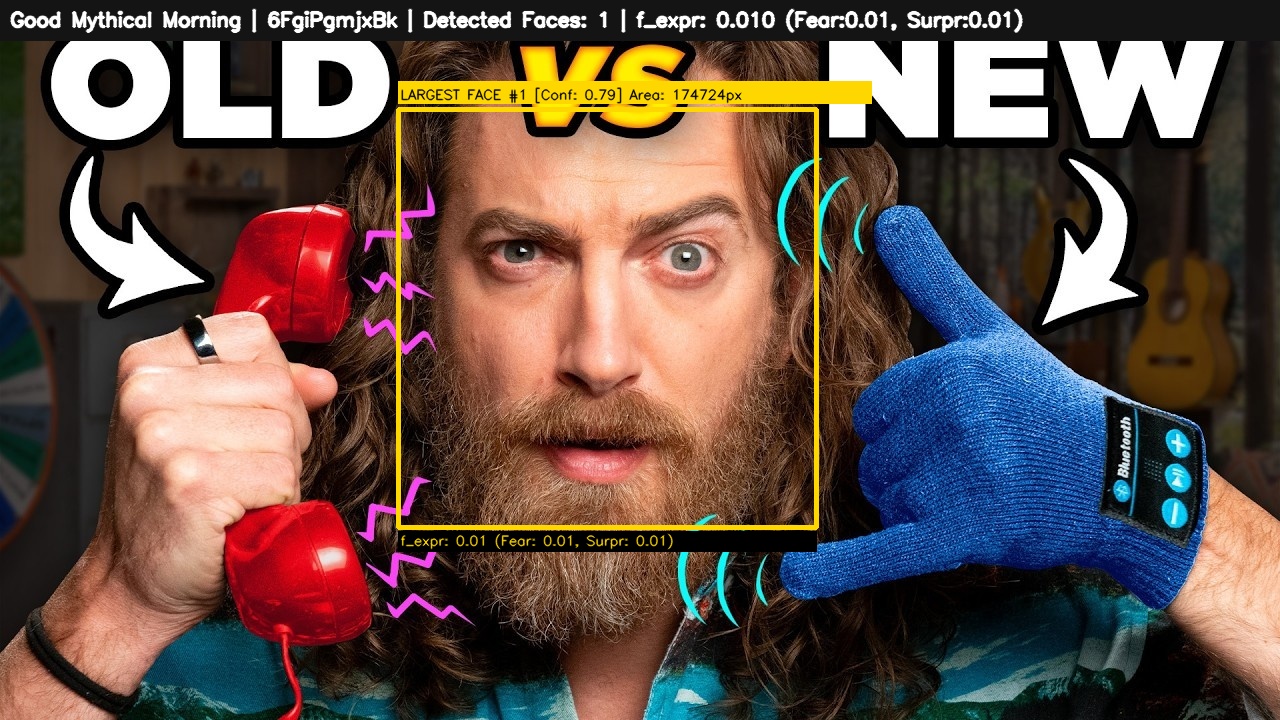 Good Mythical Morning | 6FgiPgmjxBk | Detected Faces: 1 | f_expr: 0.010 (Fear:0.01, Surpr:0.01)
OLD VS NEW
LARGEST FACE #1 [Conf: 0.79] Area: 174724px
Bluetooth
f_expr: 0.01 (Fear: 0.01, Surpr: 0.01)